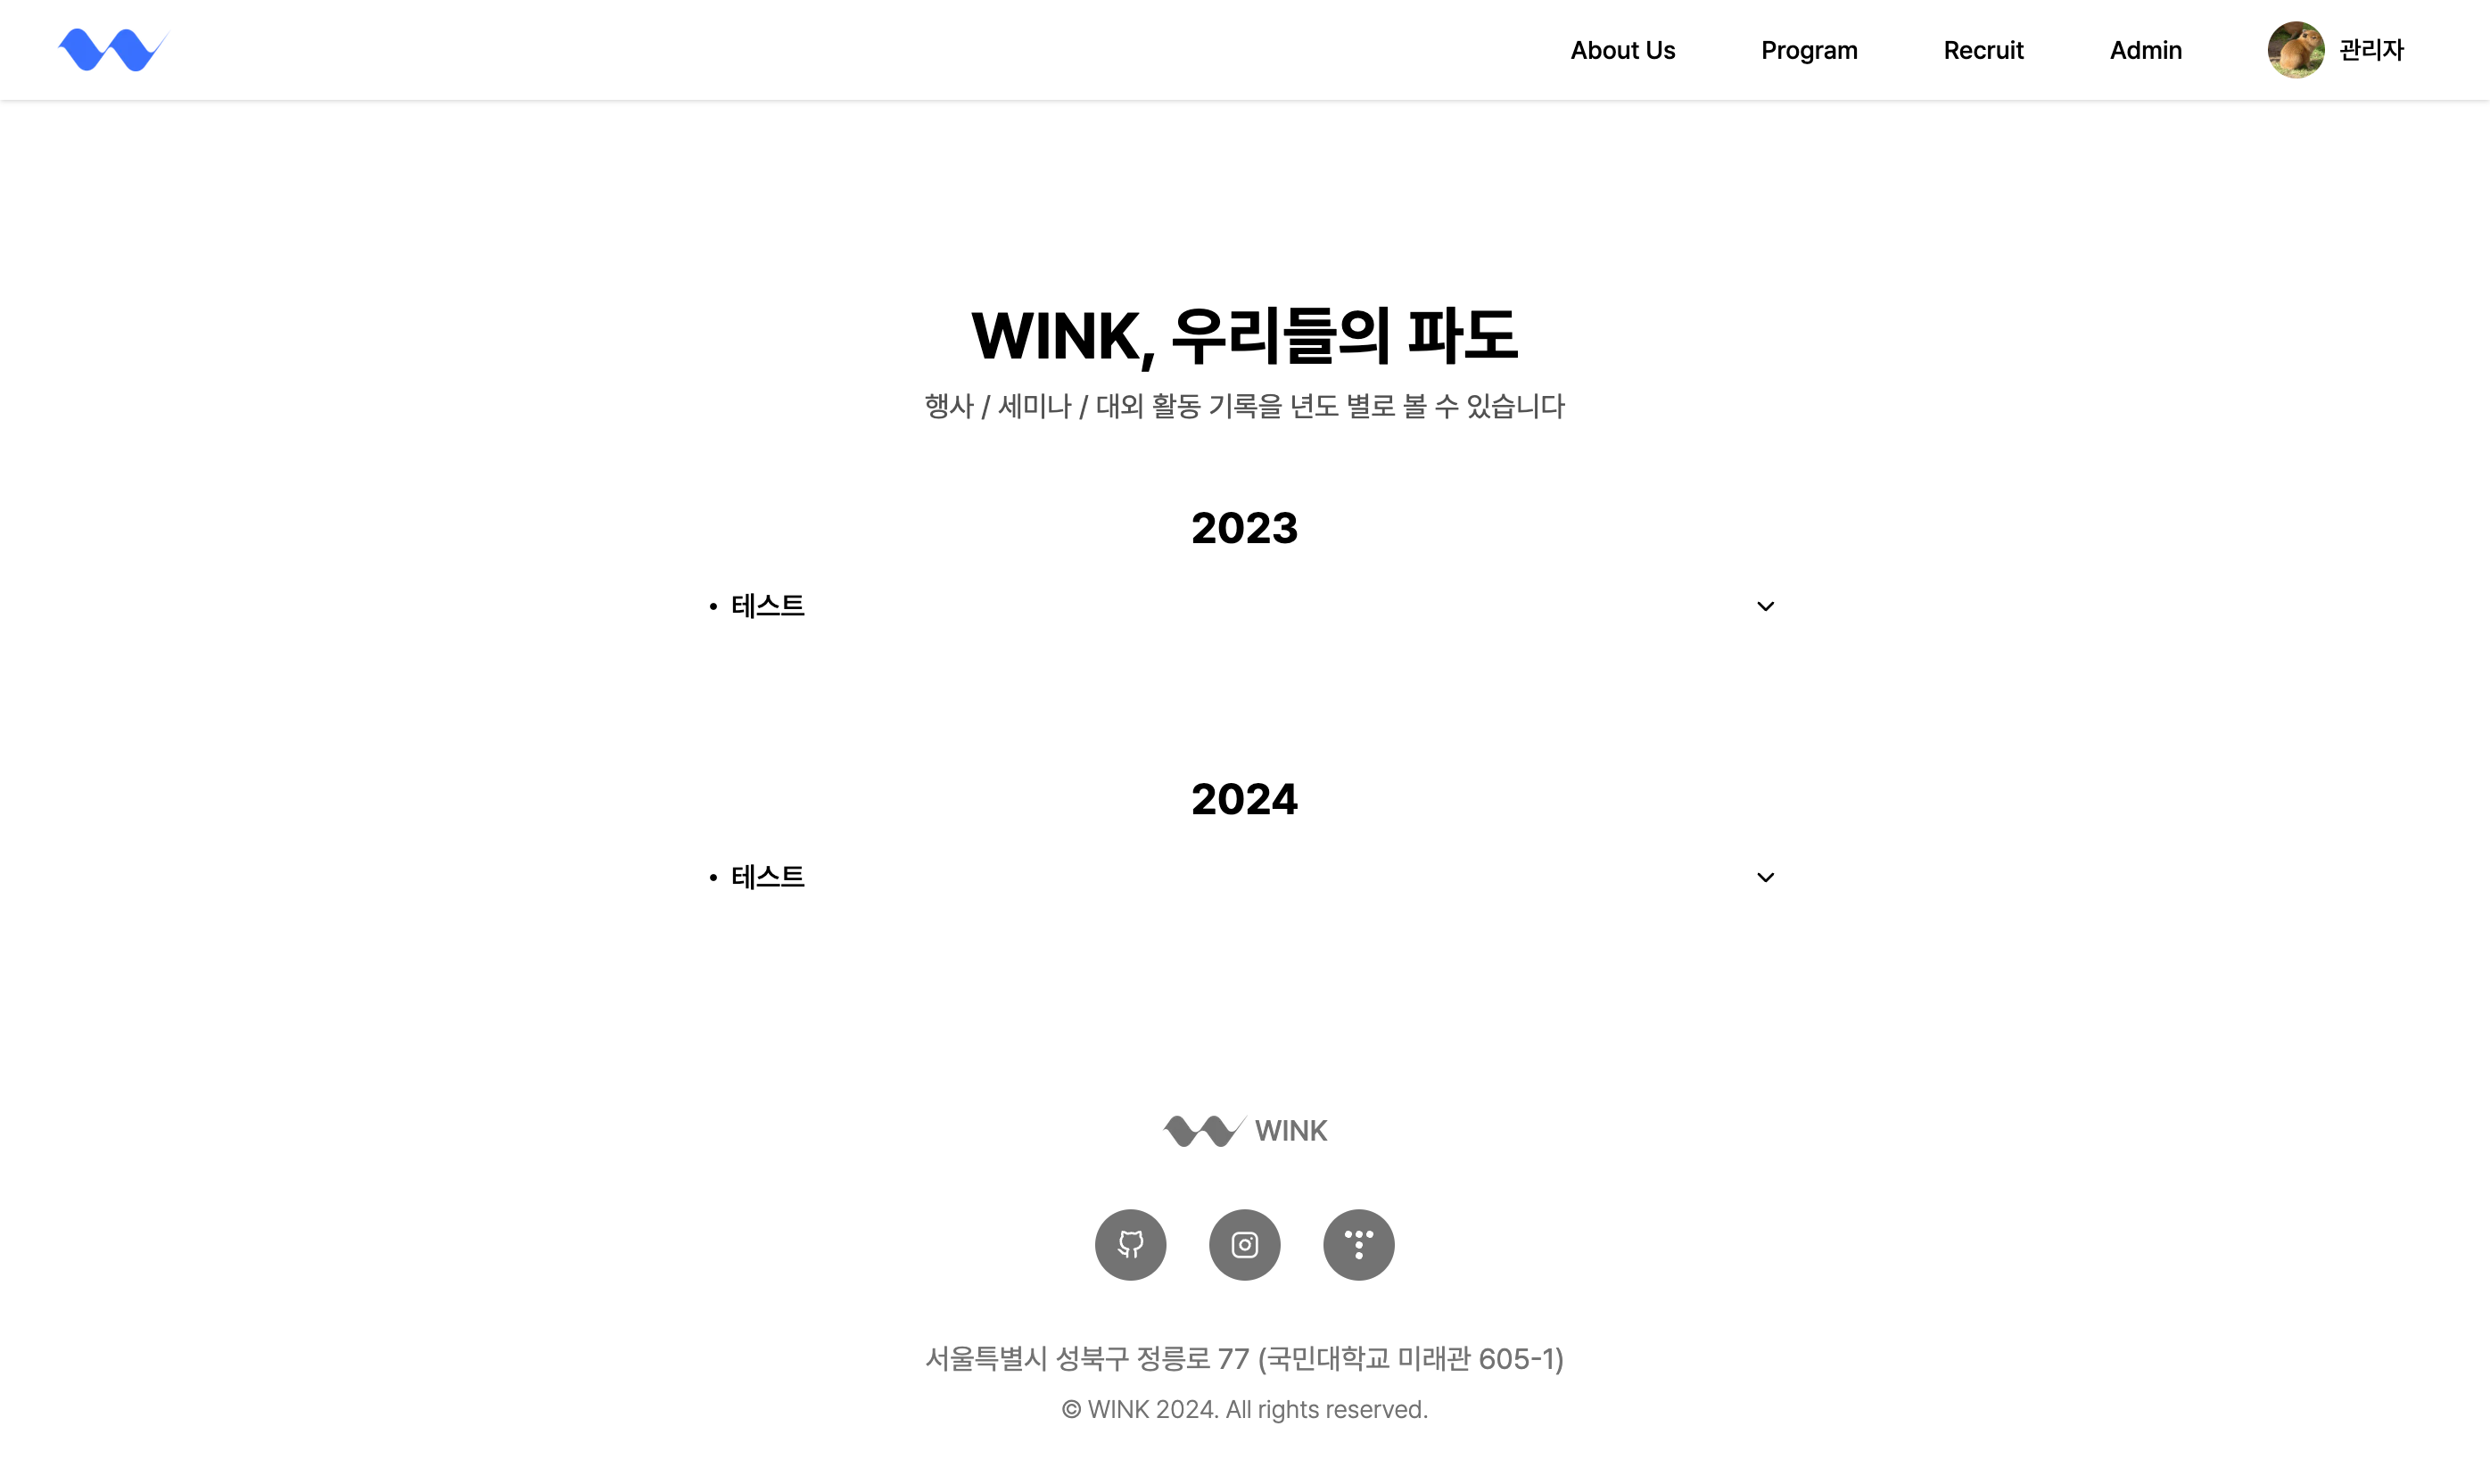 About Us Program Recruit Admin 관리자
WINK, 우리들의 파도
행사 / 세미나 / 대외 활동 기록을 년도 별로 볼 수 있습니다
2023
• 테스트
2024
• 테스트
WINK
서울특별시 성북구 정릉로 77 (국민대학교 미래관 605-1)
© WINK 2024. All rights reserved.